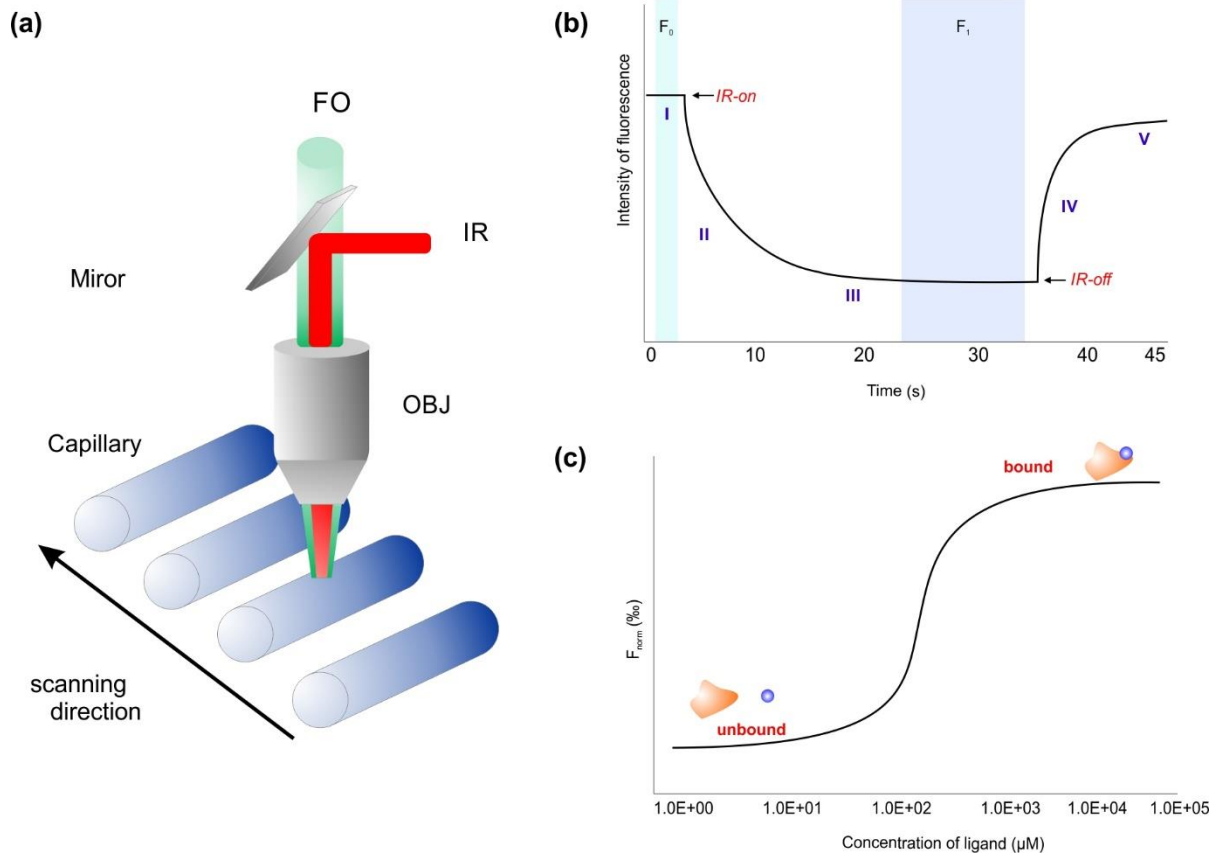 (a)
FO
IR
Miror
OBJ
Capillary
scanning
direction
(b)
F₀
F₁
Intensity of fluorescence
IR-on
I
II
III
IV
V
IR-off
0 10 20 30 40 45
Time (s)
(c)
bound
unbound
Fnorm (‰)
1.0E+00 1.0E+01 1.0E+02 1.0E+03 1.0E+04 1.0E+05
Concentration of ligand (µM)